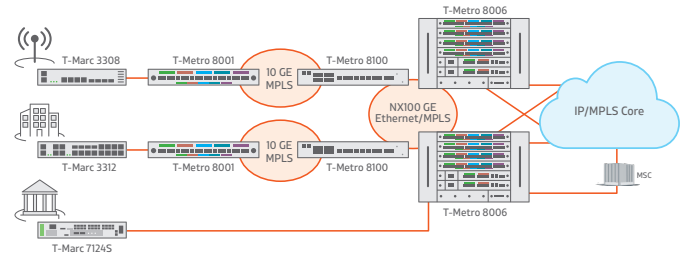 T-Metro 8006
T-Marc 3308
T-Metro 8001
10 GE
MPLS
T-Metro 8100
NX100 GE
Ethernet/MPLS
IP/MPLS Core
T-Marc 3312
T-Metro 8001
10 GE
MPLS
T-Metro 8100
MSC
T-Metro 8006
T-Marc 7124S